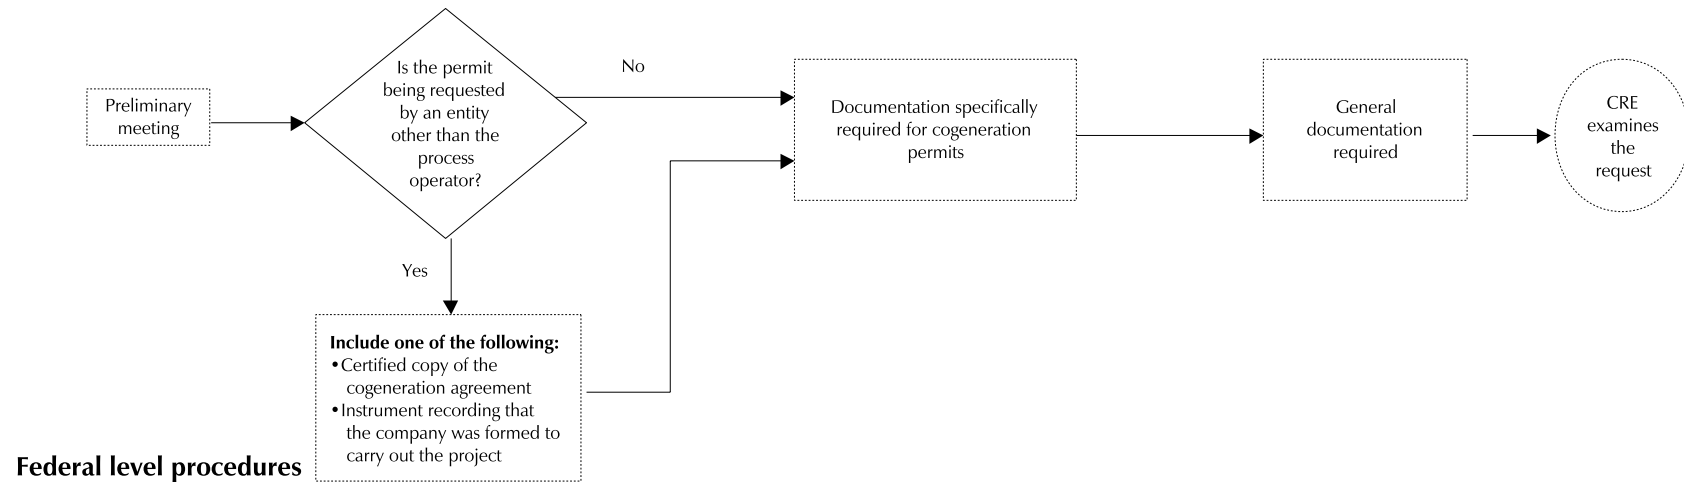 Preliminary
meeting
Is the permit
being requested
by an entity
other than the
process
operator?
No
Yes
Include one of the following:
•Certified copy of the
cogeneration agreement
•Instrument recording that
the company was formed to
carry out the project
Documentation specifically
required for cogeneration
permits
General
documentation
required
CRE
examines
the
request
Federal level procedures